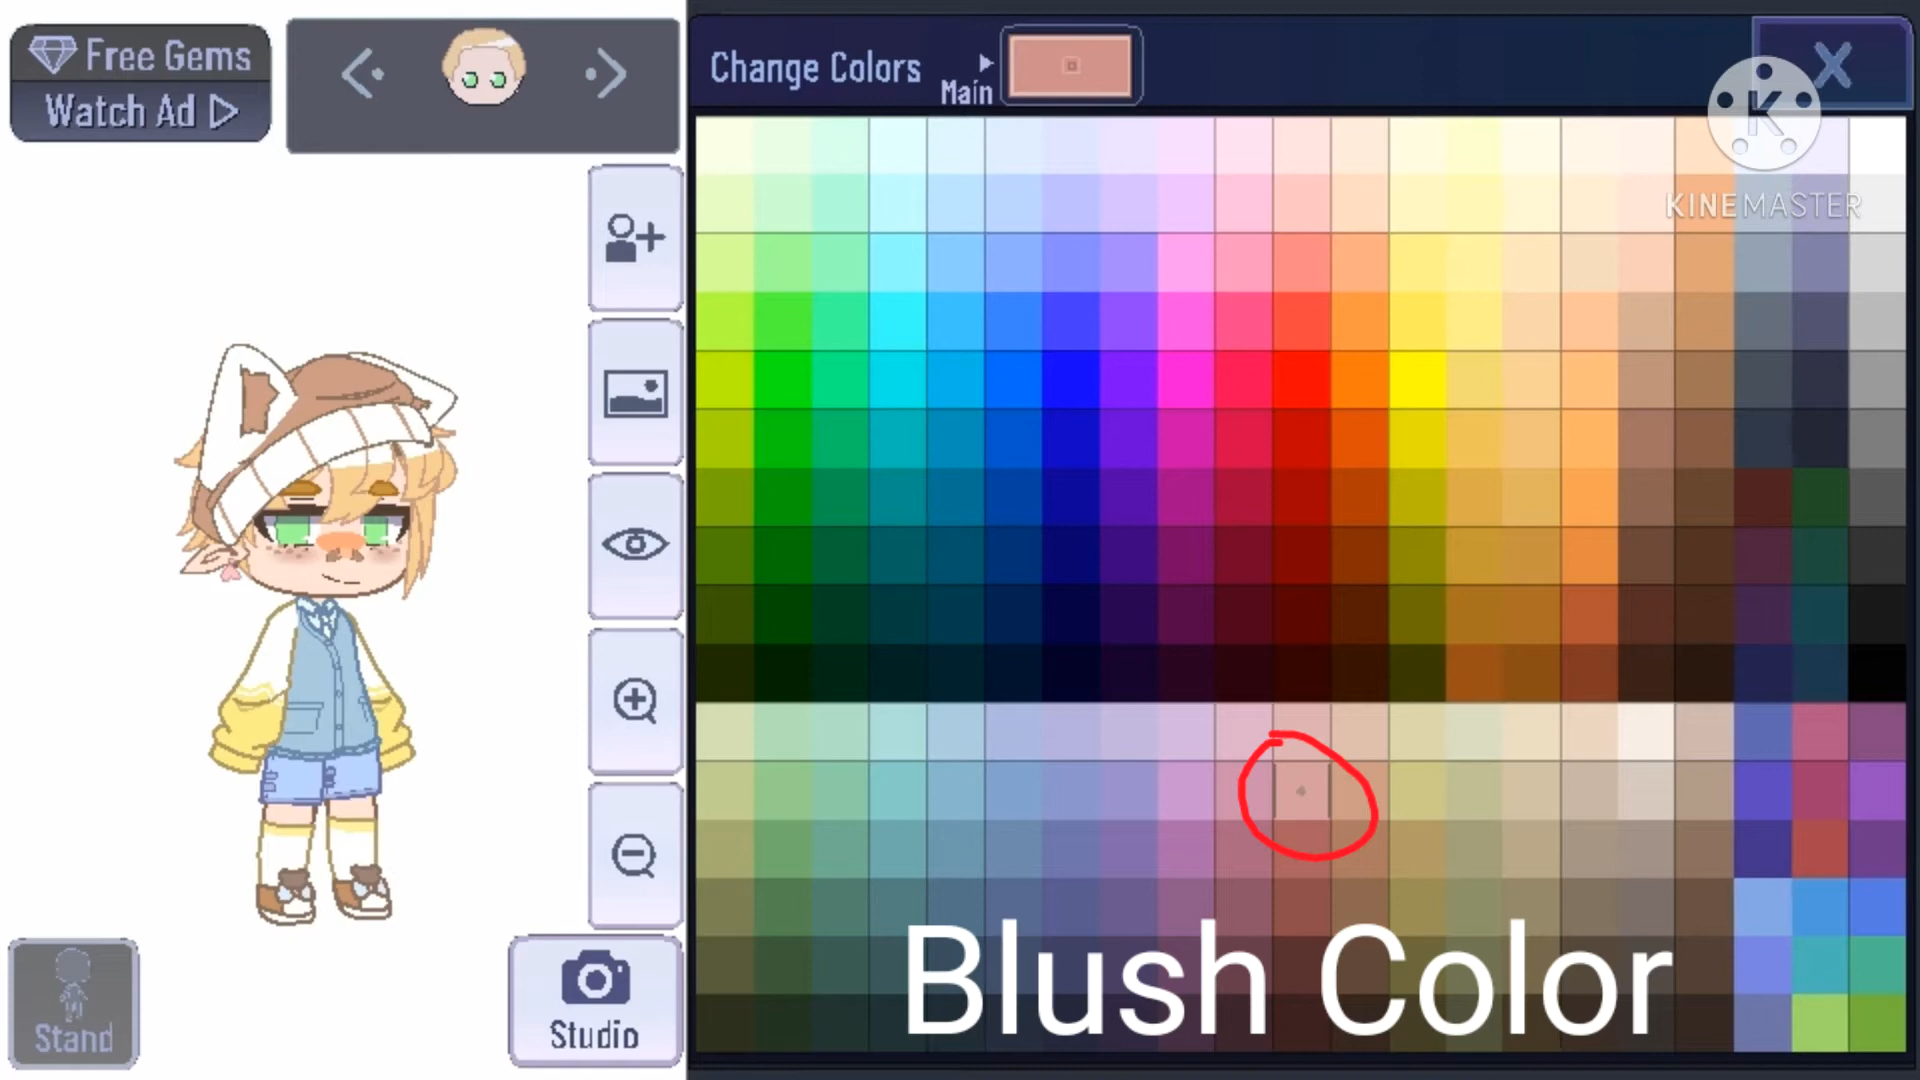 Free Gems
Watch Ad
Change Colors
Main
X
K
KINEMASTER
Stand
Studio
Blush Color